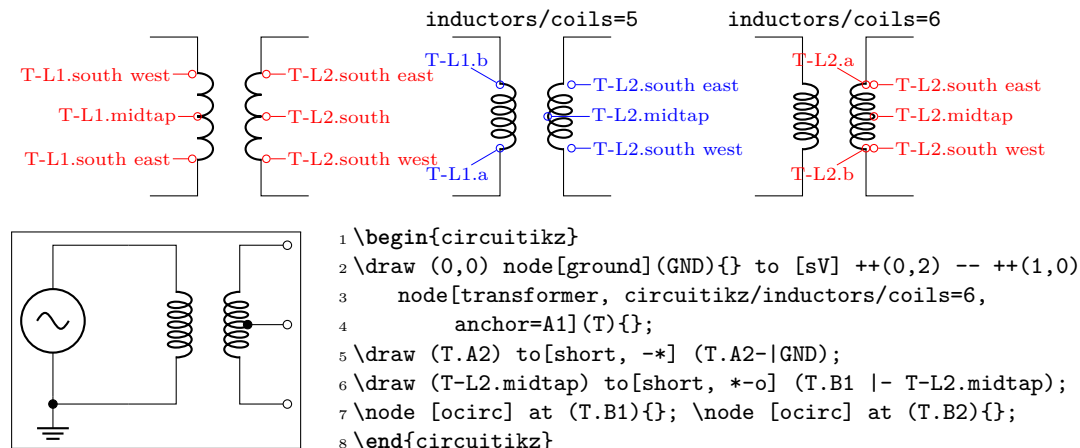 inductors/coils=5
inductors/coils=6
T-L1.south west
T-L1.midtap
T-L1.south east
T-L2.south east
T-L2.south
T-L2.south west
T-L1.b
T-L1.a
T-L2.south east
T-L2.midtap
T-L2.south west
T-L2.a
T-L2.b
T-L2.south east
T-L2.midtap
T-L2.south west
1 \begin{circuitikz}
2 \draw (0,0) node[ground](GND){} to [sV] ++(0,2) -- ++(1,0)
3 node[transformer, circuitikz/inductors/coils=6,
4 anchor=A1](T){};
5 \draw (T.A2) to[short, -*] (T.A2-|GND);
6 \draw (T-L2.midtap) to[short, *-o] (T.B1 |- T-L2.midtap);
7 \node [ocirc] at (T.B1){}; \node [ocirc] at (T.B2){};
8 \end{circuitikz}